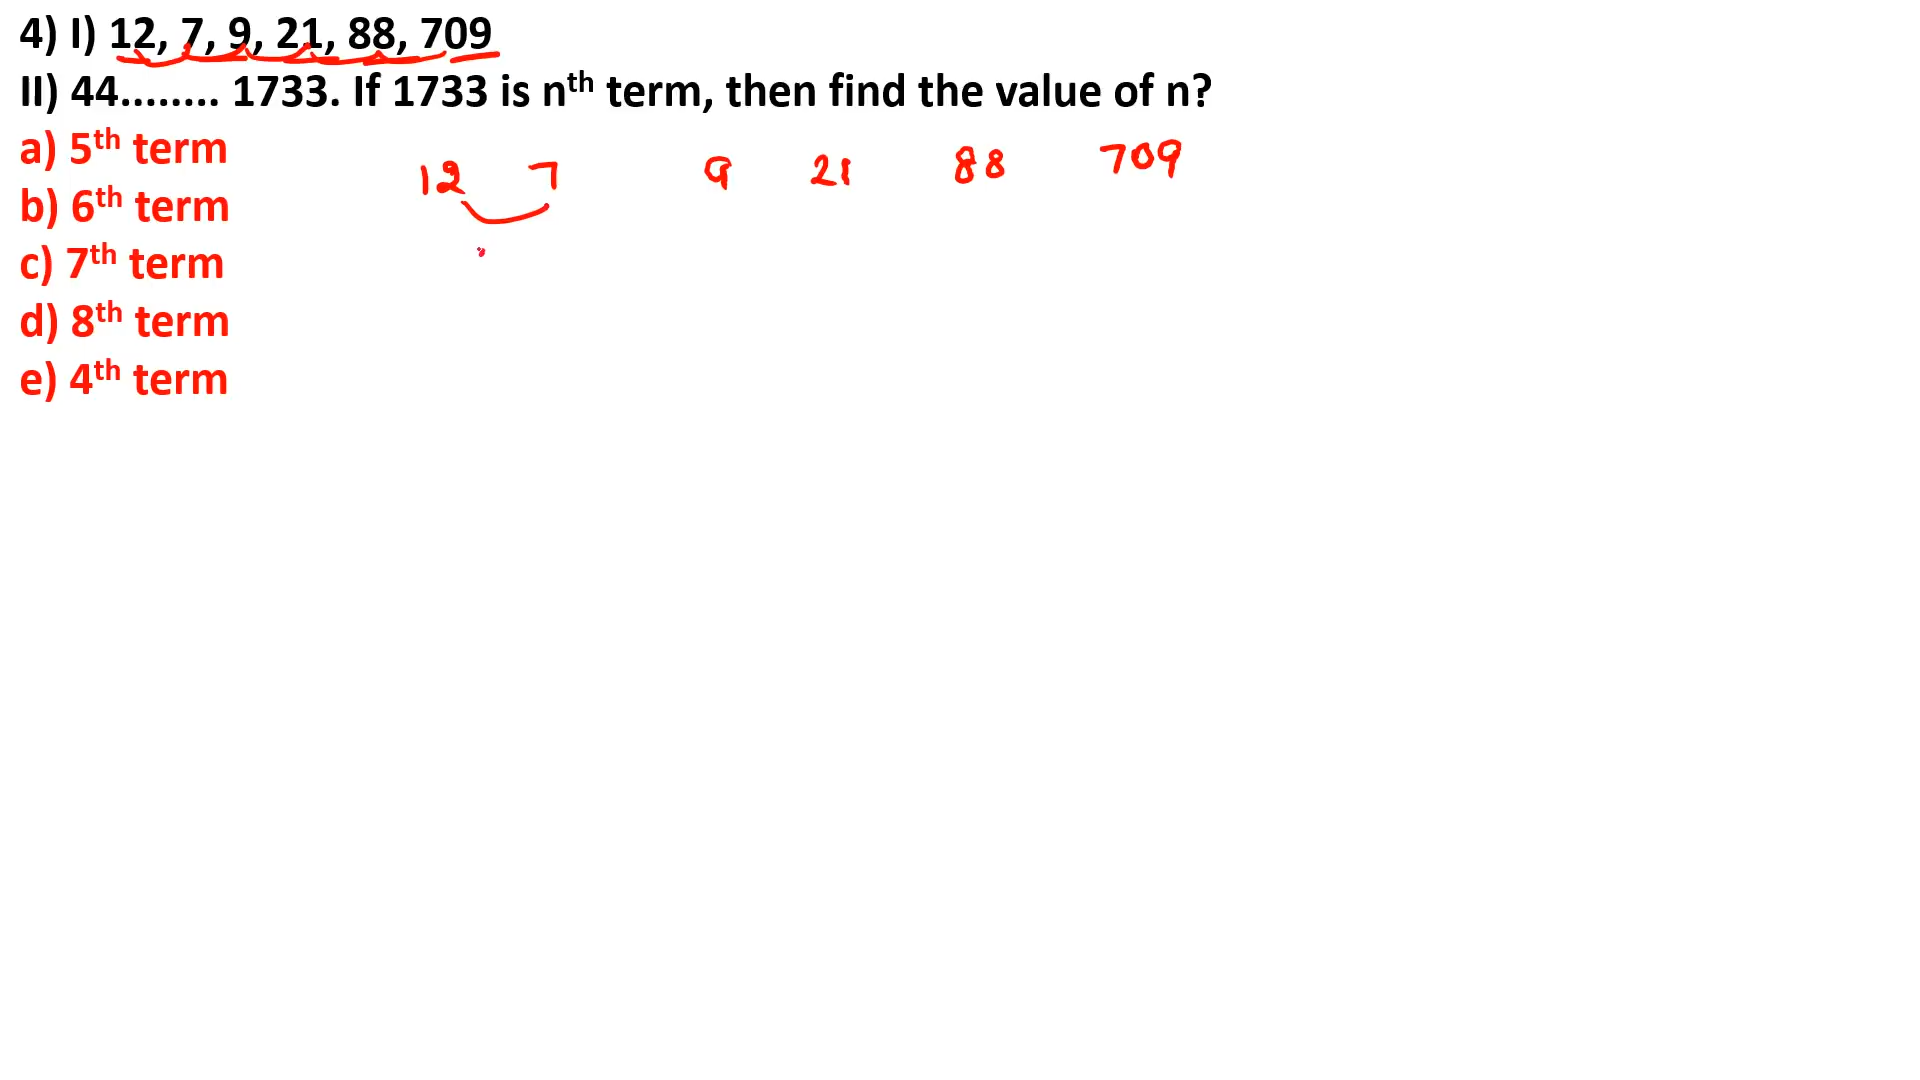 4) I) 12, 7, 9, 21, 88, 709
II) 44........ 1733. If 1733 is nth term, then find the value of n?
a) 5th term
b) 6th term
c) 7th term
d) 8th term
e) 4th term
12 7 9 21 88 709